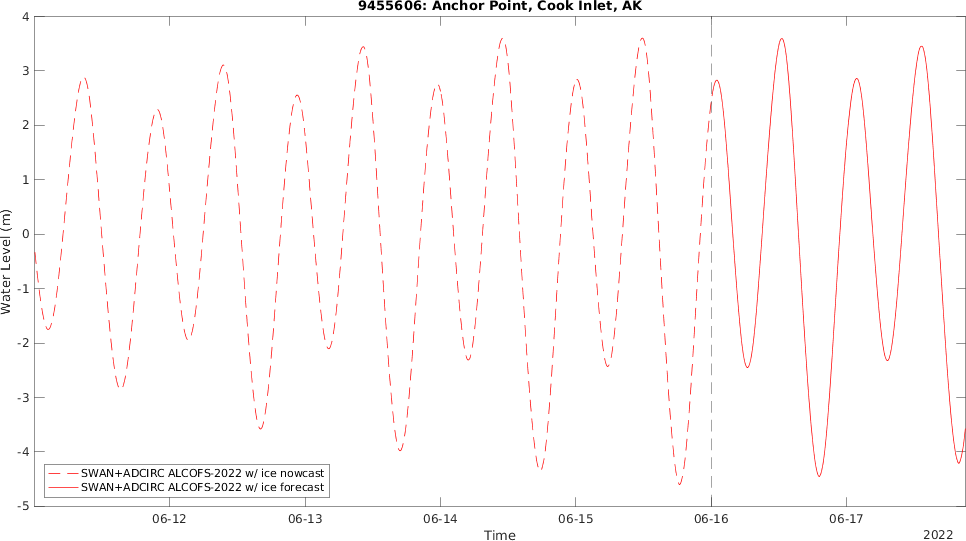 9455606: Anchor Point, Cook Inlet, AK
4
3
2
1
0
-1
-2
-3
-4
-5
Water Level (m)
SWAN+ADCIRC ALCOFS-2022 w/ ice nowcast
SWAN+ADCIRC ALCOFS-2022 w/ ice forecast
06-12 06-13 06-14 06-15 06-16 06-17
Time
2022